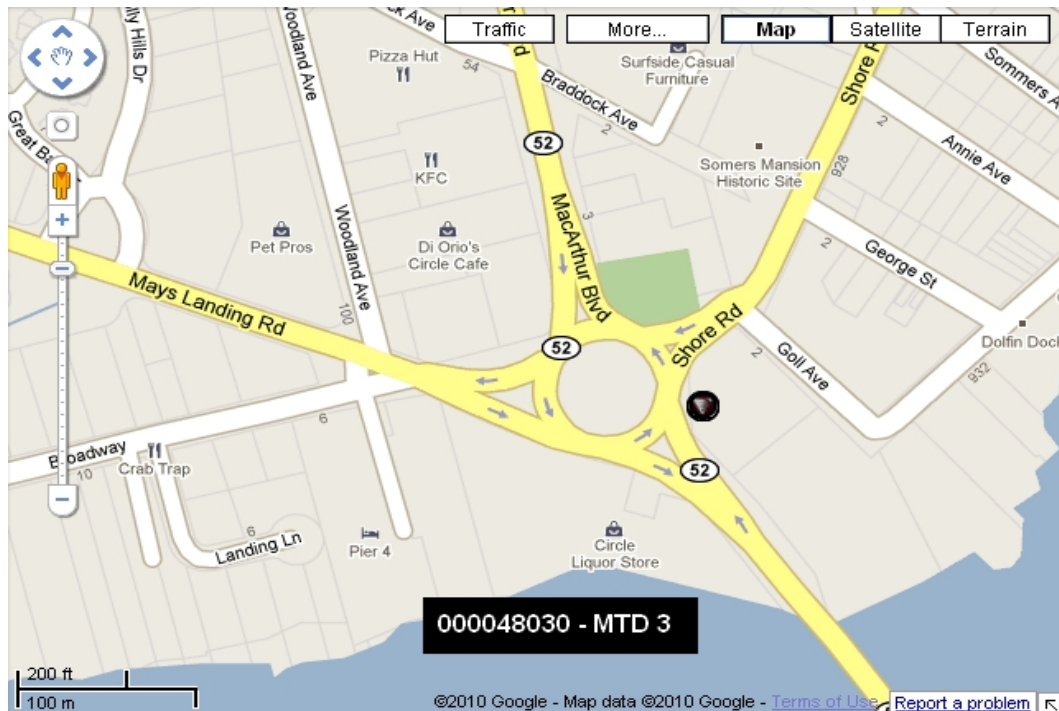 Traffic
More...
Map
Satellite
Terrain
Hills Dr
Woodland Ave
Pizza Hut
54
Ave
Surfside Casual
Furniture
Braddock Ave
2
Shore
Sommers
2
Annie Ave
52
KFC
Somers Mansion
Historic Site
928
3
MacArthur Blvd
Pet Pros
Di Orio's
Circle Cafe
Woodland Ave
2
George St
Mays Landing Rd
100
52
Shore Rd
2
Goll Ave
Dolfin Dock
932
Broadway
10
6
Crab Trap
52
6
Landing Ln
Pier 4
Circle
Liquor Store
000048030 - MTD 3
200 ft
100 m
©2010 Google - Map data ©2010 Google - Terms of Use
Report a problem